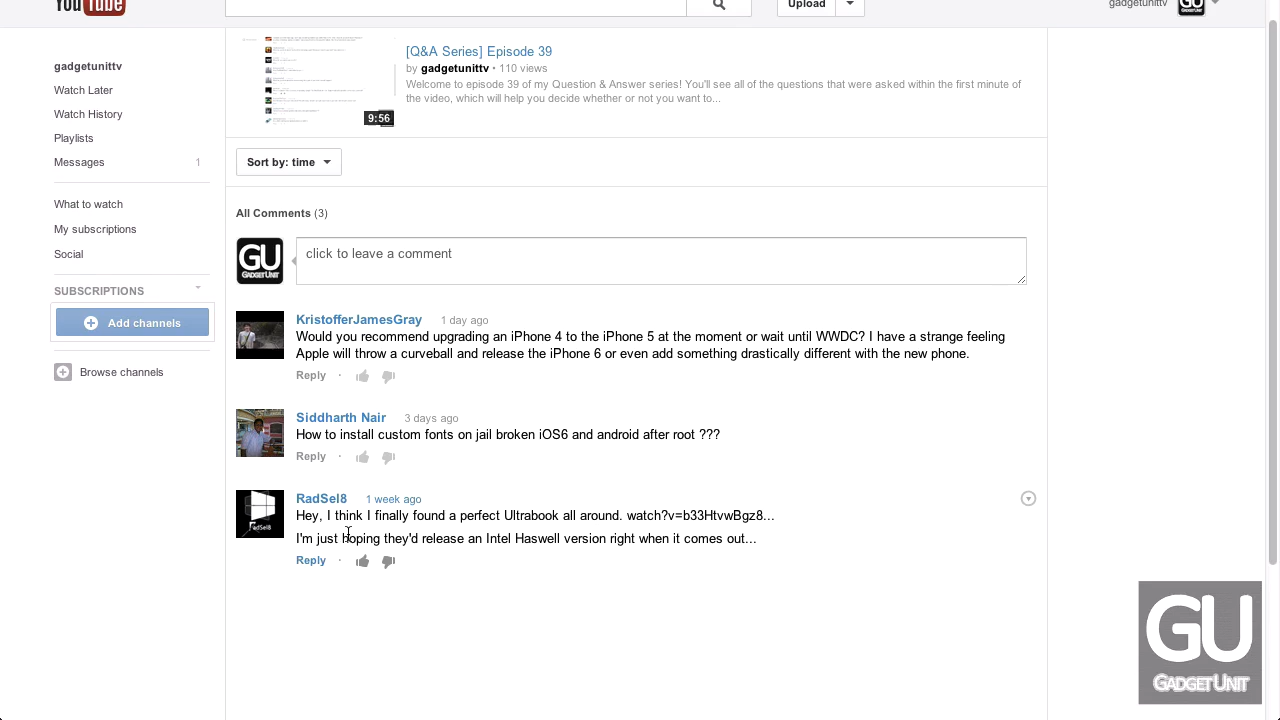 YouTube
Upload
gadgetunittv
GU
gadgetunittv
Watch Later
Watch History
Playlists
Messages 1
What to watch
My subscriptions
Social
SUBSCRIPTIONS
Add channels
Browse channels
[Q&A Series] Episode 39
by gadgetunittv • 110 views
Welcome to episode 39 of the Question & Answer series! You'll see all of the questions that were asked within the first minute of
the video, which will help you decide whether or not you want ...
9:56
Sort by: time
All Comments (3)
GU
GADGETUNIT
click to leave a comment
KristofferJamesGray 1 day ago
Would you recommend upgrading an iPhone 4 to the iPhone 5 at the moment or wait until WWDC? I have a strange feeling
Apple will throw a curveball and release the iPhone 6 or even add something drastically different with the new phone.
Reply ·
Siddharth Nair 3 days ago
How to install custom fonts on jail broken iOS6 and android after root ???
Reply ·
RadSel8 1 week ago
Hey, I think I finally found a perfect Ultrabook all around. watch?v=b39HtvwBgz8...
I'm just hoping they'd release an Intel Haswell version right when it comes out...
Reply ·
RadSel8
GU
GADGETUNIT